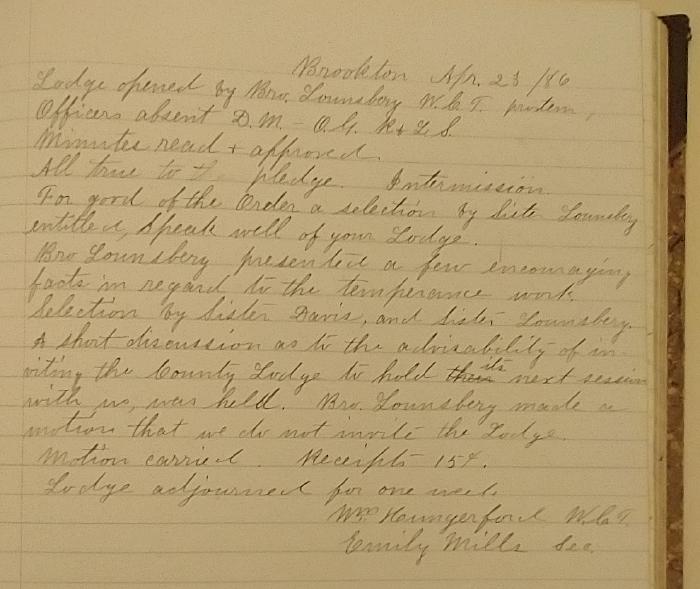 Brookton Apr. 23 /86
Lodge opened by Bro. Lounsbery W.C.T. protem,
Officers absent D.M. - O.G. R & L S.
Minutes read + approved.
All true to the pledge. Intermission.
For good of the Order a selection by Sister Lounsbery
entitled, Speak well of your Lodge.
Bro Lounsbery presented a few encouraging
facts in regard to the temperance work.
Selection by Sister Davis, and Sister Lounsbery.
A short discussion as to the advisability of in-
viting the County Lodge to hold their its next session
with us, was held. Bro. Lounsberg made a
motion that we do not invite the Lodge.
Motion carried. Receipts 15¢.
Lodge adjourned for one week
Wm Hungerford W.C.T.
Emily Mills Sec.